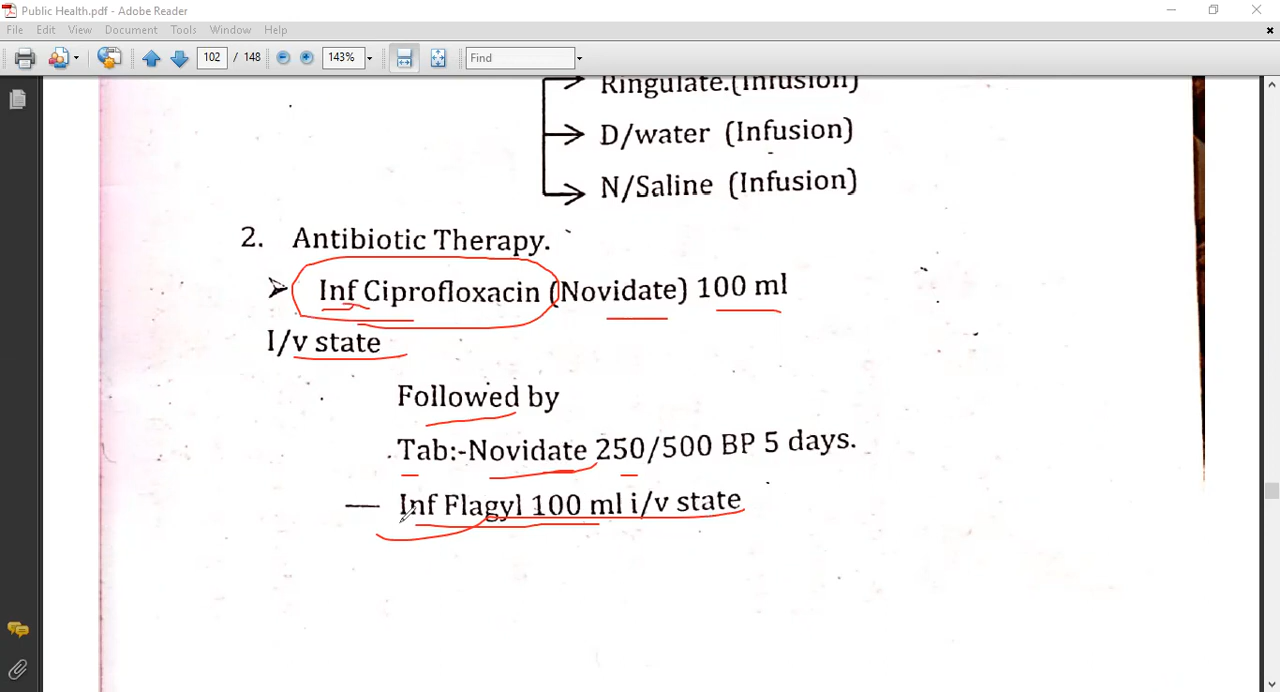 Public Health.pdf - Adobe Reader
File Edit View Document Tools Window Help
102 / 148 143% Find
Ringulate.(Infusion)
D/water (Infusion)
N/Saline (Infusion)
2. Antibiotic Therapy.
Inf Ciprofloxacin (Novidate) 100 ml
I/v state
Followed by
Tab:-Novidate 250/500 BP 5 days.
— Inf Flagyl 100 ml i/v state